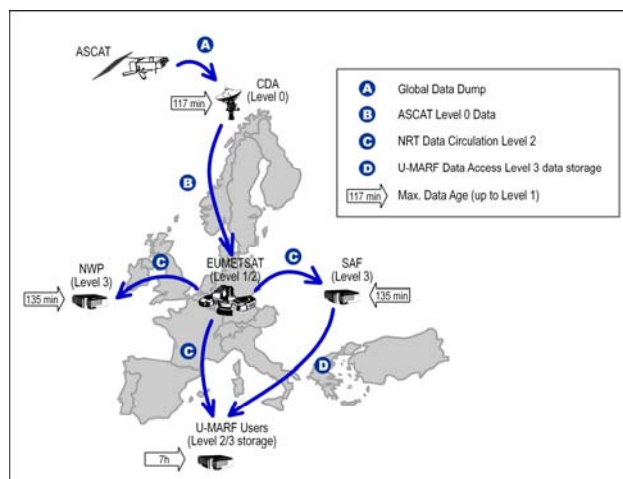 ASCAT
A
CDA
(Level 0)
117 min
B
EUMETSAT
(Level 1/2)
C
NWP
(Level 3)
135 min
C
SAF
(Level 3)
135 min
C
D
U-MARF Users
(Level 2/3 storage)
7h
A Global Data Dump
B ASCAT Level 0 Data
C NRT Data Circulation Level 2
D U-MARF Data Access Level 3 data storage
117 min Max. Data Age (up to Level 1)